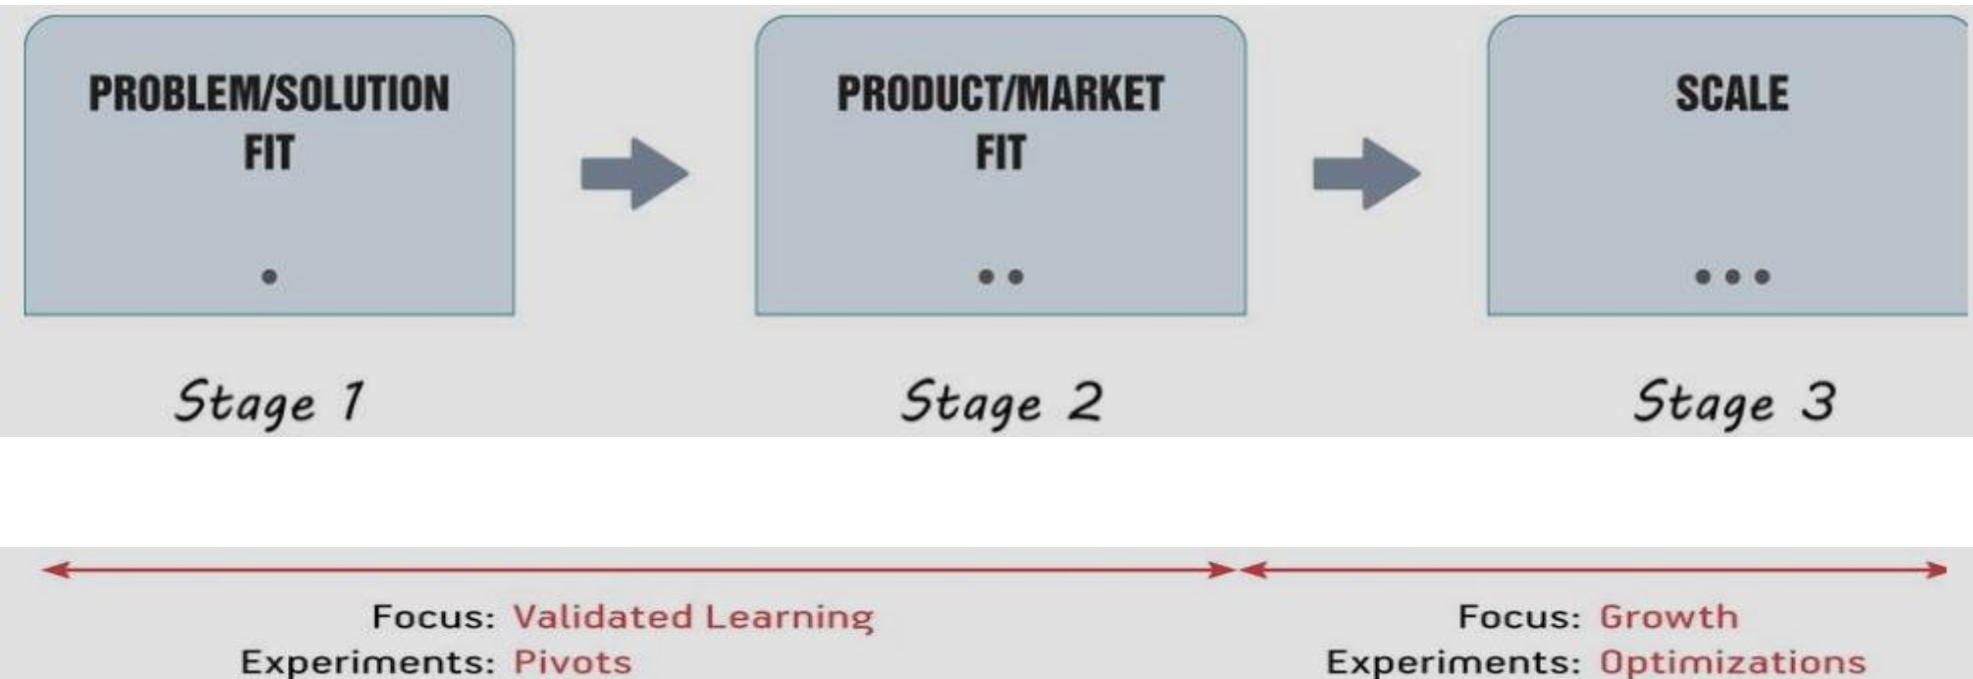 PROBLEM/SOLUTION
FIT
PRODUCT/MARKET
FIT
SCALE
Stage 1
Stage 2
Stage 3
Focus: Validated Learning
Experiments: Pivots
Focus: Growth
Experiments: Optimizations